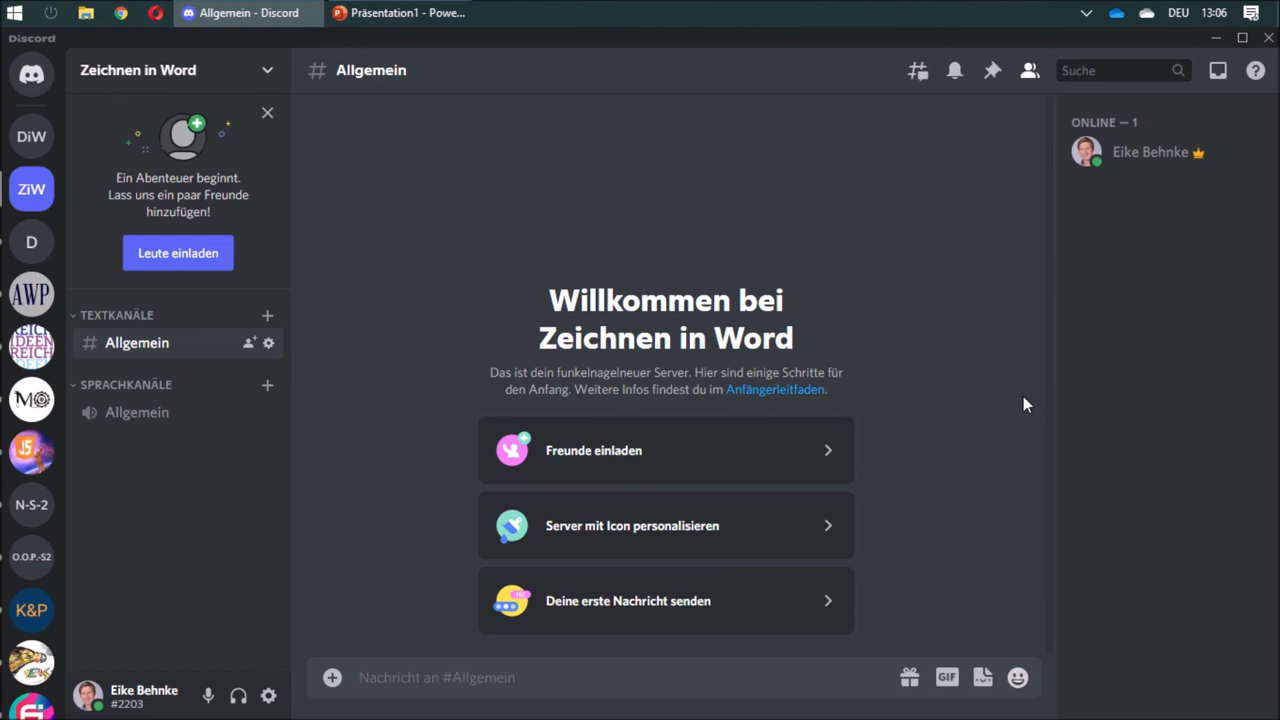 Allgemein - Discord
Präsentation1 - Powe...
DEU
13:06
Discord
Zeichnen in Word
Allgemein
Suche
DiW
ZiW
D
AWP
IDEEN
REICH
M
JS
N-S-2
O.O.P.-S2
K&P
Ein Abenteuer beginnt.
Lass uns ein paar Freunde
hinzufügen!
Leute einladen
TEXTKANÄLE
Allgemein
SPRACHKANÄLE
Allgemein
Eike Behnke
#2203
Willkommen bei
Zeichnen in Word
Das ist dein funkelnagelneuer Server. Hier sind einige Schritte für
den Anfang. Weitere Infos findest du im Anfängerleitfaden.
Freunde einladen
Server mit Icon personalisieren
Deine erste Nachricht senden
Nachricht an #Allgemein
GIF
ONLINE — 1
Eike Behnke